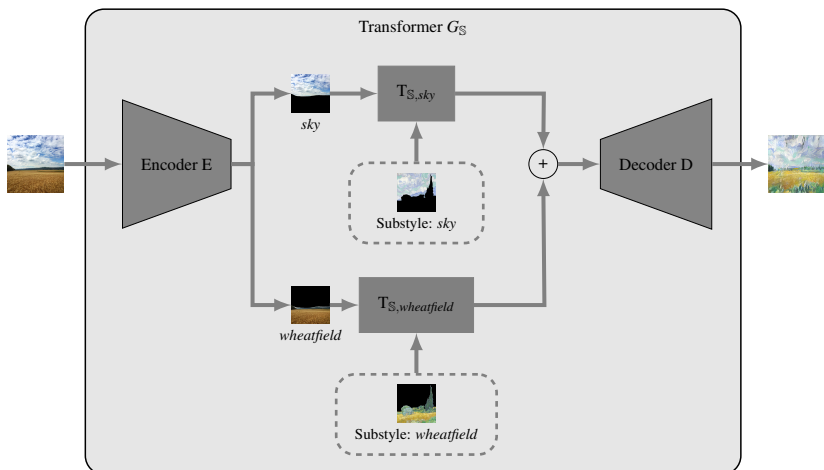 Transformer G𝕊
Encoder E
sky
T𝕊,sky
Substyle: sky
+
Decoder D
wheatfield
T𝕊,wheatfield
Substyle: wheatfield